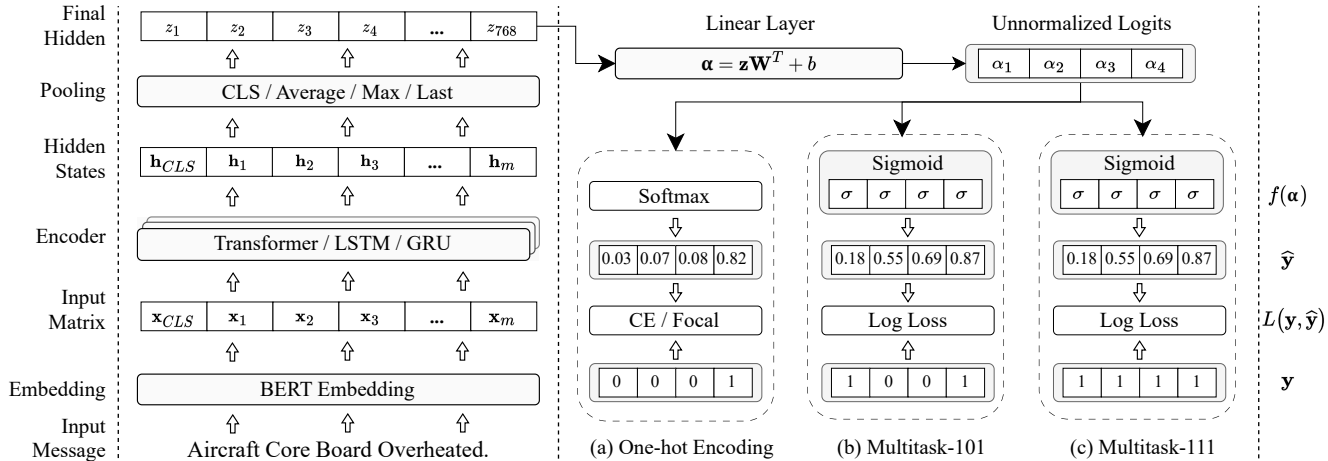 Final
Hidden
z1 z2 z3 z4 ... z768
Pooling
CLS / Average / Max / Last
Hidden
States
hCLS h1 h2 h3 ... hm
Encoder
Transformer / LSTM / GRU
Input
Matrix
xCLS x1 x2 x3 ... xm
Embedding
BERT Embedding
Input
Message
Aircraft Core Board Overheated.
Linear Layer
α = zW^T + b
Unnormalized Logits
α1 α2 α3 α4
Softmax
0.03 0.07 0.08 0.82
CE / Focal
0 0 0 1
(a) One-hot Encoding
Sigmoid
σ σ σ σ
0.18 0.55 0.69 0.87
Log Loss
1 0 0 1
(b) Multitask-101
Sigmoid
σ σ σ σ
0.18 0.55 0.69 0.87
Log Loss
1 1 1 1
(c) Multitask-111
f(α)
ŷ
L(y, ŷ)
y